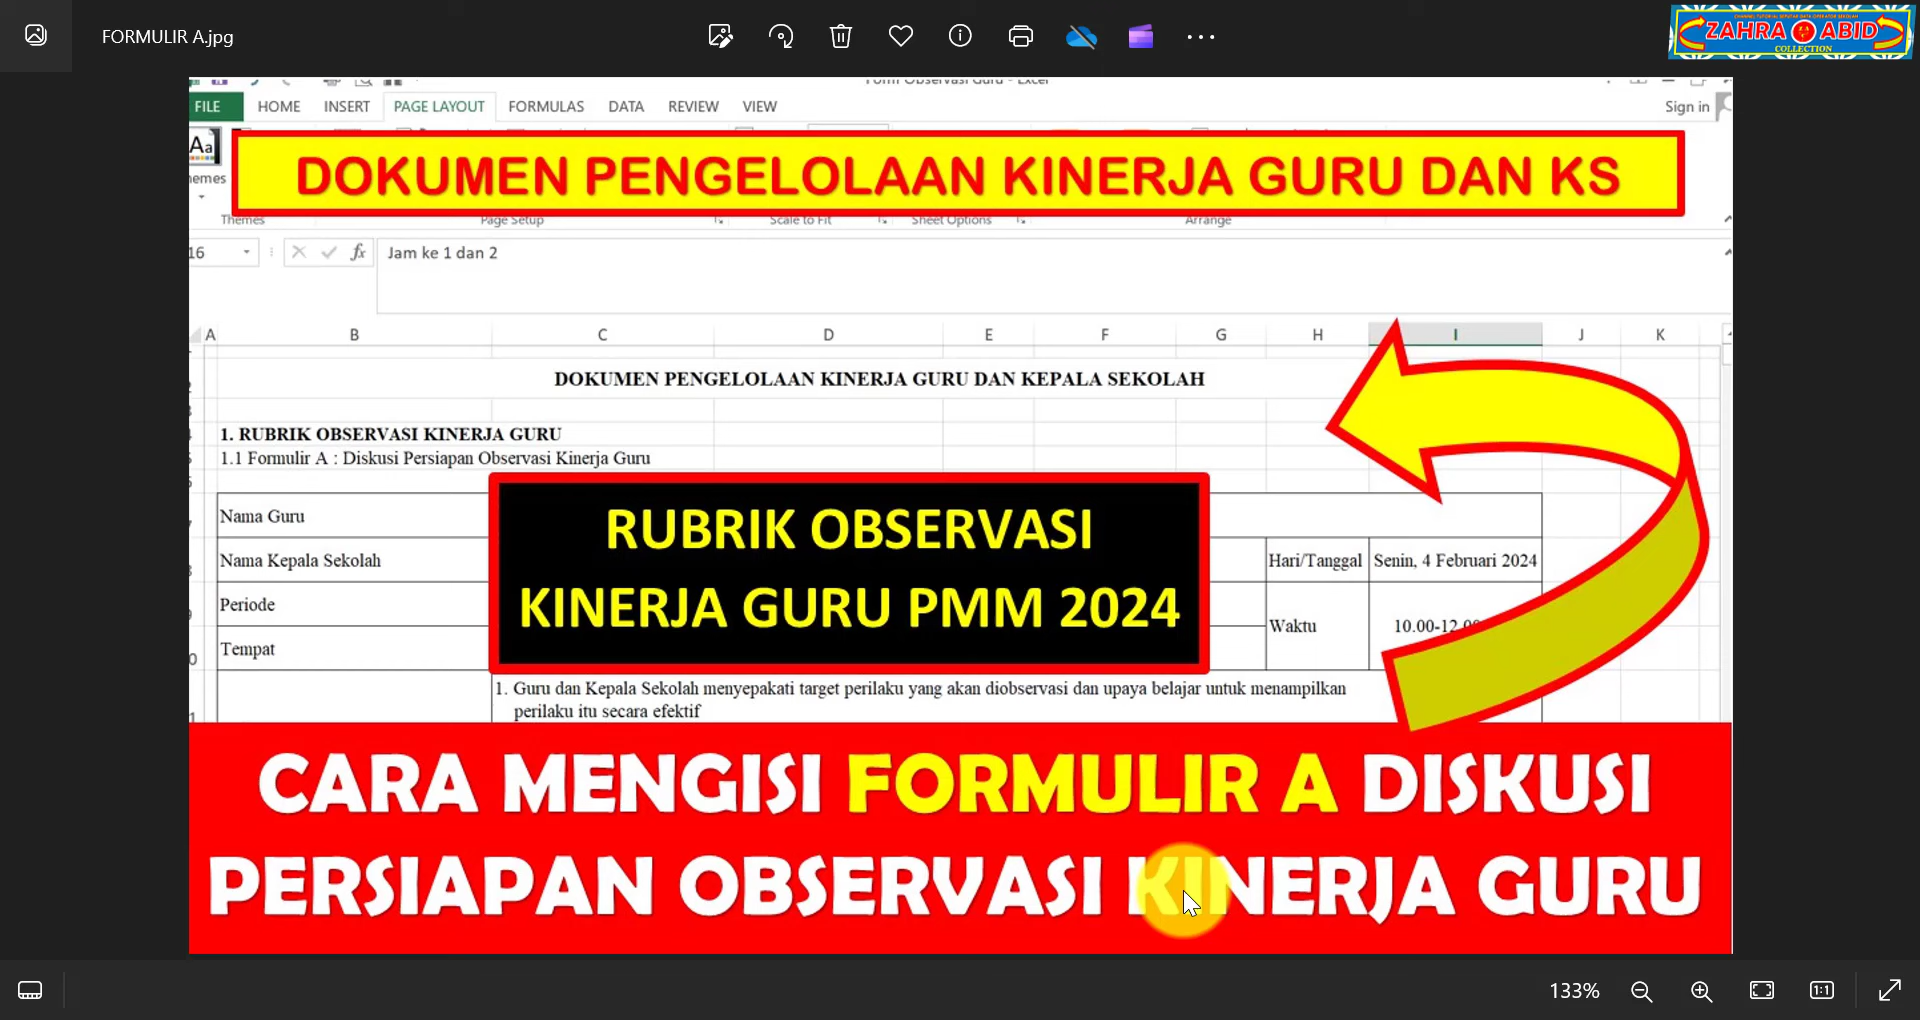 FORMULIR A.jpg
ZAHRA ABID
COLLECTION
FILE HOME INSERT PAGE LAYOUT FORMULAS DATA REVIEW VIEW
Sign in
Aa
DOKUMEN PENGELOLAAN KINERJA GURU DAN KS
Themes Page Setup Scale to Fit Sheet Options Arrange
16 fx Jam ke 1 dan 2
A B C D E F G H I J K
DOKUMEN PENGELOLAAN KINERJA GURU DAN KEPALA SEKOLAH
1. RUBRIK OBSERVASI KINERJA GURU
1.1 Formulir A : Diskusi Persiapan Observasi Kinerja Guru
Nama Guru
Nama Kepala Sekolah
Hari/Tanggal Senin, 4 Februari 2024
Periode
Waktu
Tempat
RUBRIK OBSERVASI
KINERJA GURU PMM 2024
1. Guru dan Kepala Sekolah menyepakati target perilaku yang akan diobservasi dan upaya belajar untuk menampilkan
perilaku itu secara efektif
CARA MENGISI FORMULIR A DISKUSI
PERSIAPAN OBSERVASI KINERJA GURU
133%
1:1